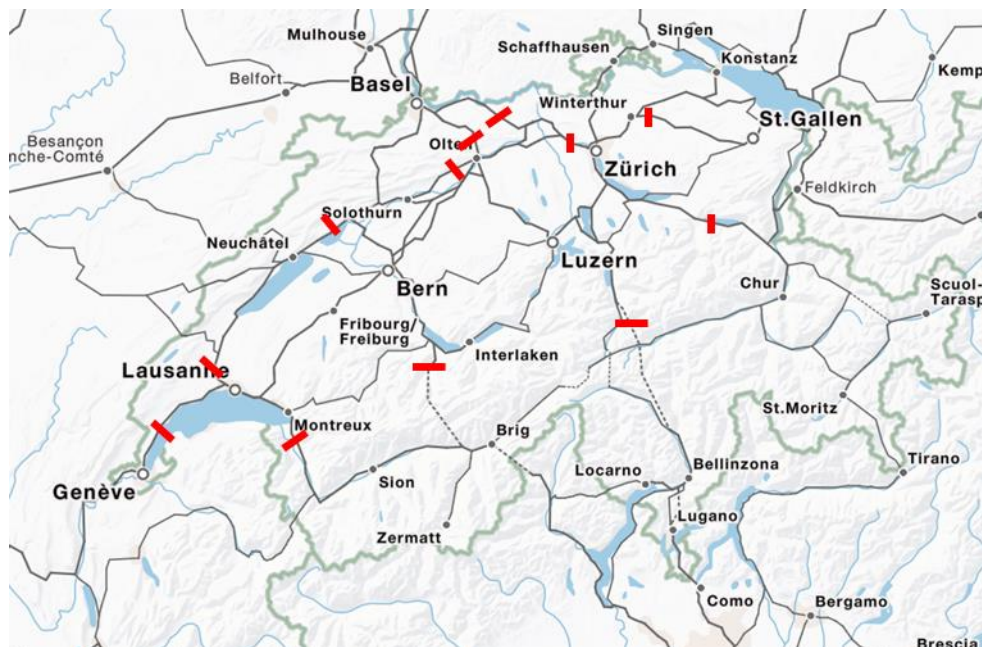 Singen
Mulhouse
Schaffhausen
Konstanz
Kemp
Belfort
Basel
Winterthur
St.Gallen
Besançon
nche-Comté
Olten
Zürich
Feldkirch
Solothurn
Neuchâtel
Luzern
Bern
Chur
Scuol-
Tarasp
Fribourg/
Freiburg
Interlaken
Lausanne
St.Moritz
Montreux
Brig
Tirano
Locarno
Bellinzona
Genève
Sion
Lugano
Zermatt
Como
Bergamo
Brescia